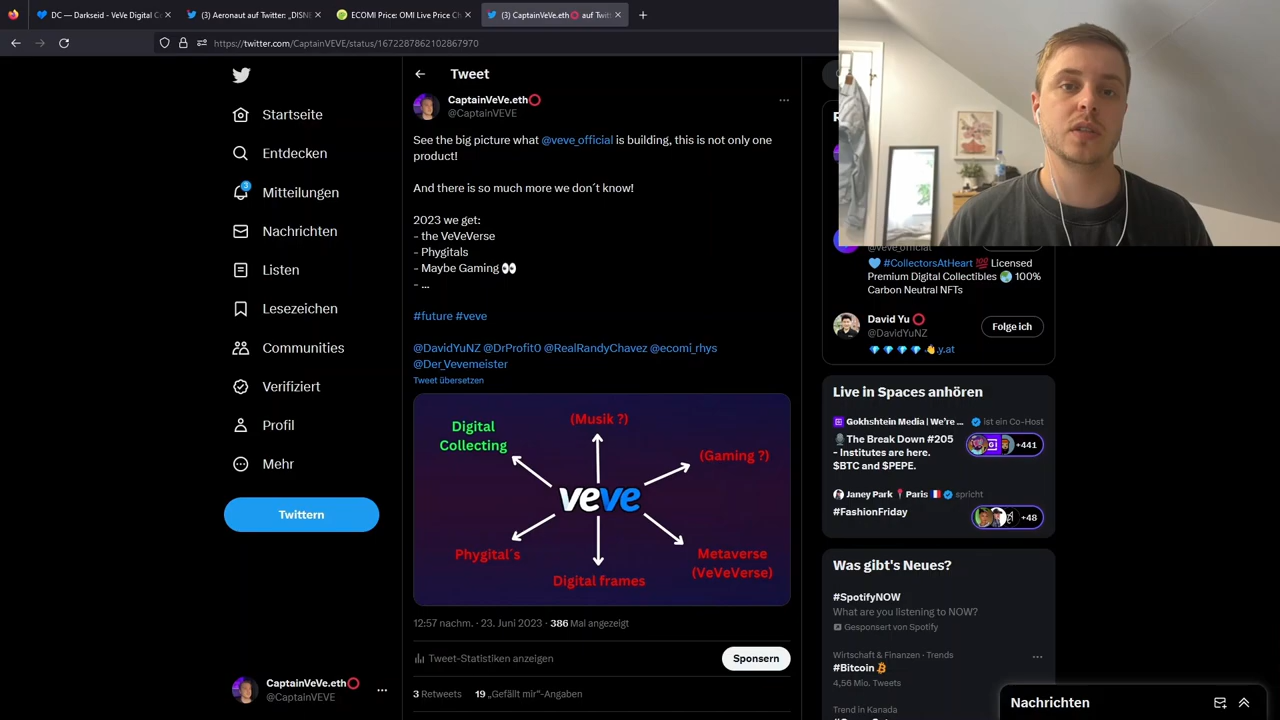 DC — Darkseid - VeVe Digital C
(3) Aeronaut auf Twitter: „DISNE
ECOMI Price: OMI Live Price Ch
(3) CaptainVeVe.eth⭕ auf Twitt
https://twitter.com/CaptainVEVE/status/1672287862102867970
Startseite
Entdecken
3
Mitteilungen
Nachrichten
Listen
Lesezeichen
Communities
Verifiziert
Profil
Mehr
Twittern
CaptainVeVe.eth⭕
@CaptainVEVE
Tweet
CaptainVeVe.eth⭕
@CaptainVEVE
See the big picture what @veve_official is building, this is not only one
product!
And there is so much more we don´t know!
2023 we get:
- the VeVeVerse
- Phygitals
- Maybe Gaming 👀
- ...
#future #veve
@DavidYuNZ @DrProfit0 @RealRandyChavez @ecomi_rhys
@Der_Vevemeister
Tweet übersetzen
(Musik ?)
Digital
Collecting
(Gaming ?)
veve
Phygital´s
Digital frames
Metaverse
(VeVeVerse)
12:57 nachm. · 23. Juni 2023 · 386 Mal angezeigt
Tweet-Statistiken anzeigen
Sponsern
3 Retweets 19 „Gefällt mir“-Angaben
@veve_official
💙 #CollectorsAtHeart 💯 Licensed
Premium Digital Collectibles 🌏 100%
Carbon Neutral NFTs
David Yu ⭕
@DavidYuNZ
Folge ich
💎 💎 💎 💎 👋.y.at
Live in Spaces anhören
Gokhshtein Media | We're ... ist ein Co-Host
🎙️The Break Down #205
- Institutes are here.
$BTC and $PEPE.
+441
Janey Park 📍Paris 🇫🇷 spricht
#FashionFriday
+48
Was gibt's Neues?
#SpotifyNOW
What are you listening to NOW?
Gesponsert von Spotify
Wirtschaft & Finanzen · Trends
#Bitcoin
4,56 Mio. Tweets
Trend in Kanada
Nachrichten